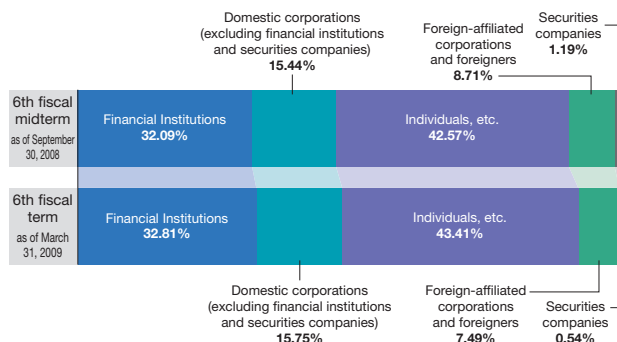 Domestic corporations
(excluding financial institutions
and securities companies)
15.44%
Foreign-affiliated
corporations
and foreigners
8.71%
Securities
companies
1.19%
6th fiscal
midterm
as of September
30, 2008
Financial Institutions
32.09%
Individuals, etc.
42.57%
6th fiscal
term
as of March
31, 2009
Financial Institutions
32.81%
Individuals, etc.
43.41%
Domestic corporations
(excluding financial institutions
and securities companies)
15.75%
Foreign-affiliated
corporations
and foreigners
7.49%
Securities
companies
0.54%